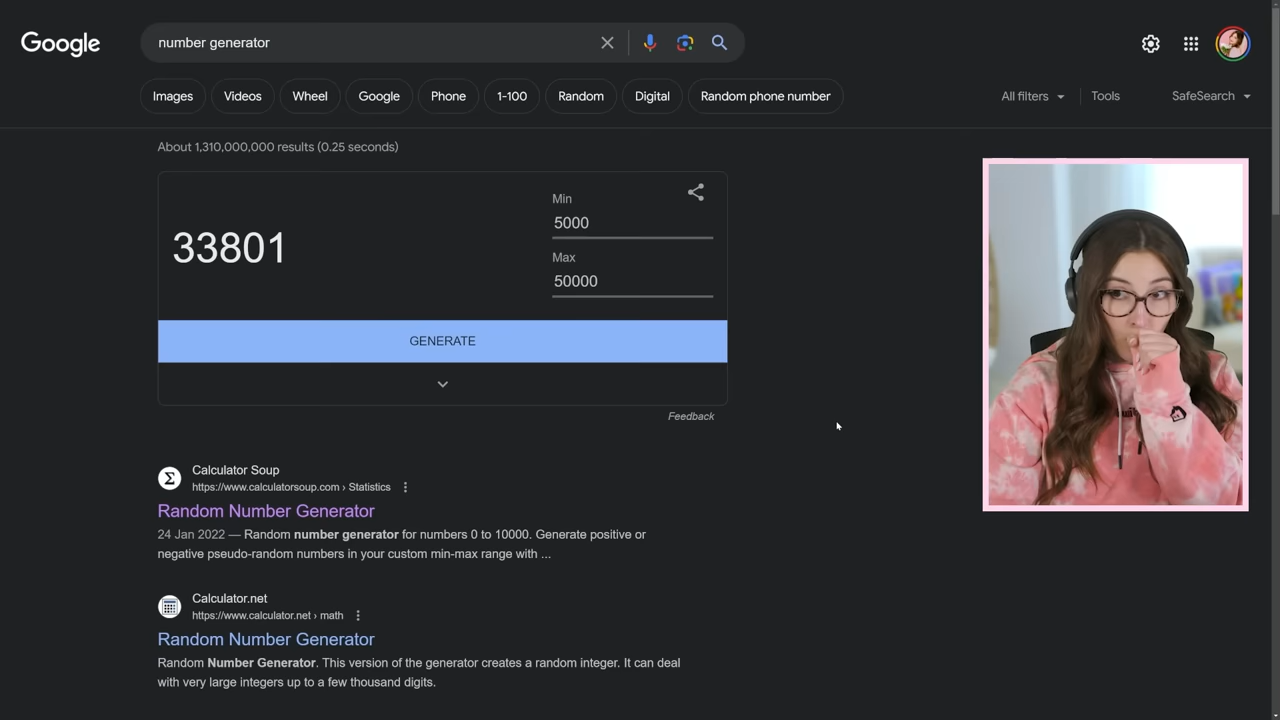 Google
number generator
Images
Videos
Wheel
Google
Phone
1-100
Random
Digital
Random phone number
All filters
Tools
SafeSearch
About 1,310,000,000 results (0.25 seconds)
33801
Min
5000
Max
50000
GENERATE
Feedback
Calculator Soup
https://www.calculatorsoup.com › Statistics
Random Number Generator
24 Jan 2022 — Random number generator for numbers 0 to 10000. Generate positive or
negative pseudo-random numbers in your custom min-max range with ...
Calculator.net
https://www.calculator.net › math
Random Number Generator
Random Number Generator. This version of the generator creates a random integer. It can deal
with very large integers up to a few thousand digits.